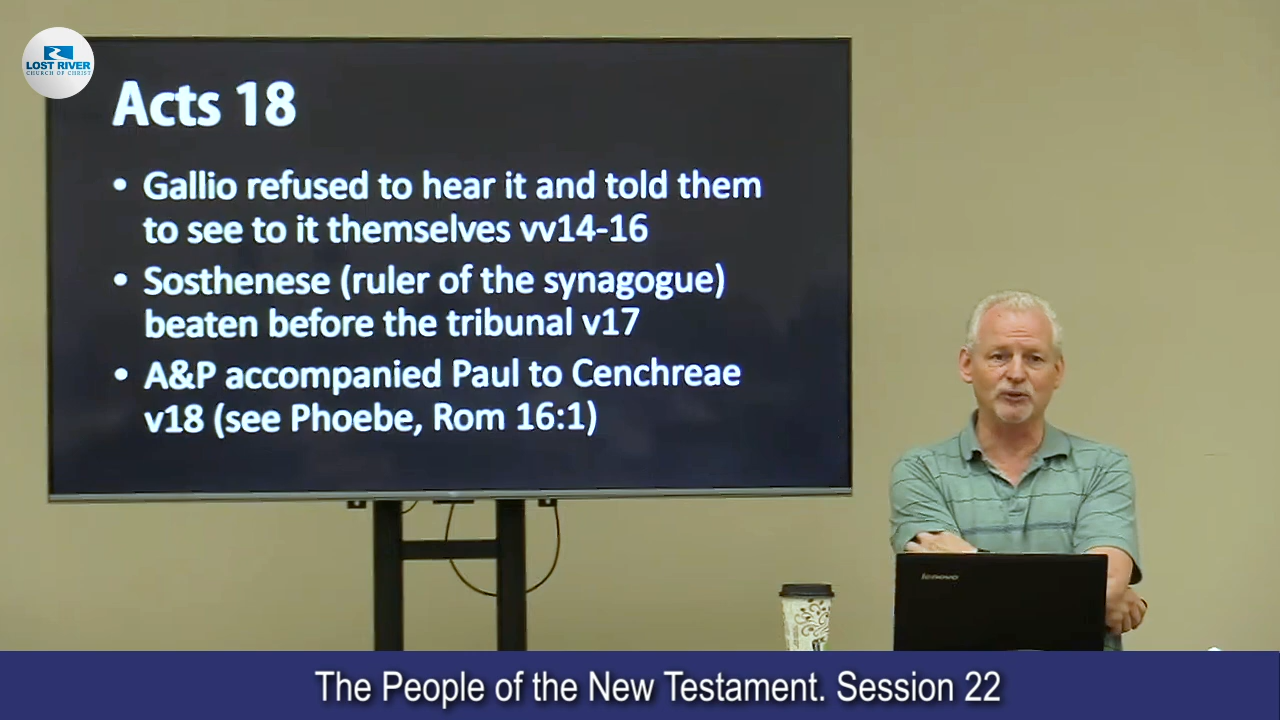 LOST RIVER
CHURCH OF CHRIST
Acts 18
• Gallio refused to hear it and told them
to see to it themselves vv14-16
• Sosthenese (ruler of the synagogue)
beaten before the tribunal v17
• A&P accompanied Paul to Cenchreae
v18 (see Phoebe, Rom 16:1)
lenovo
The People of the New Testament. Session 22